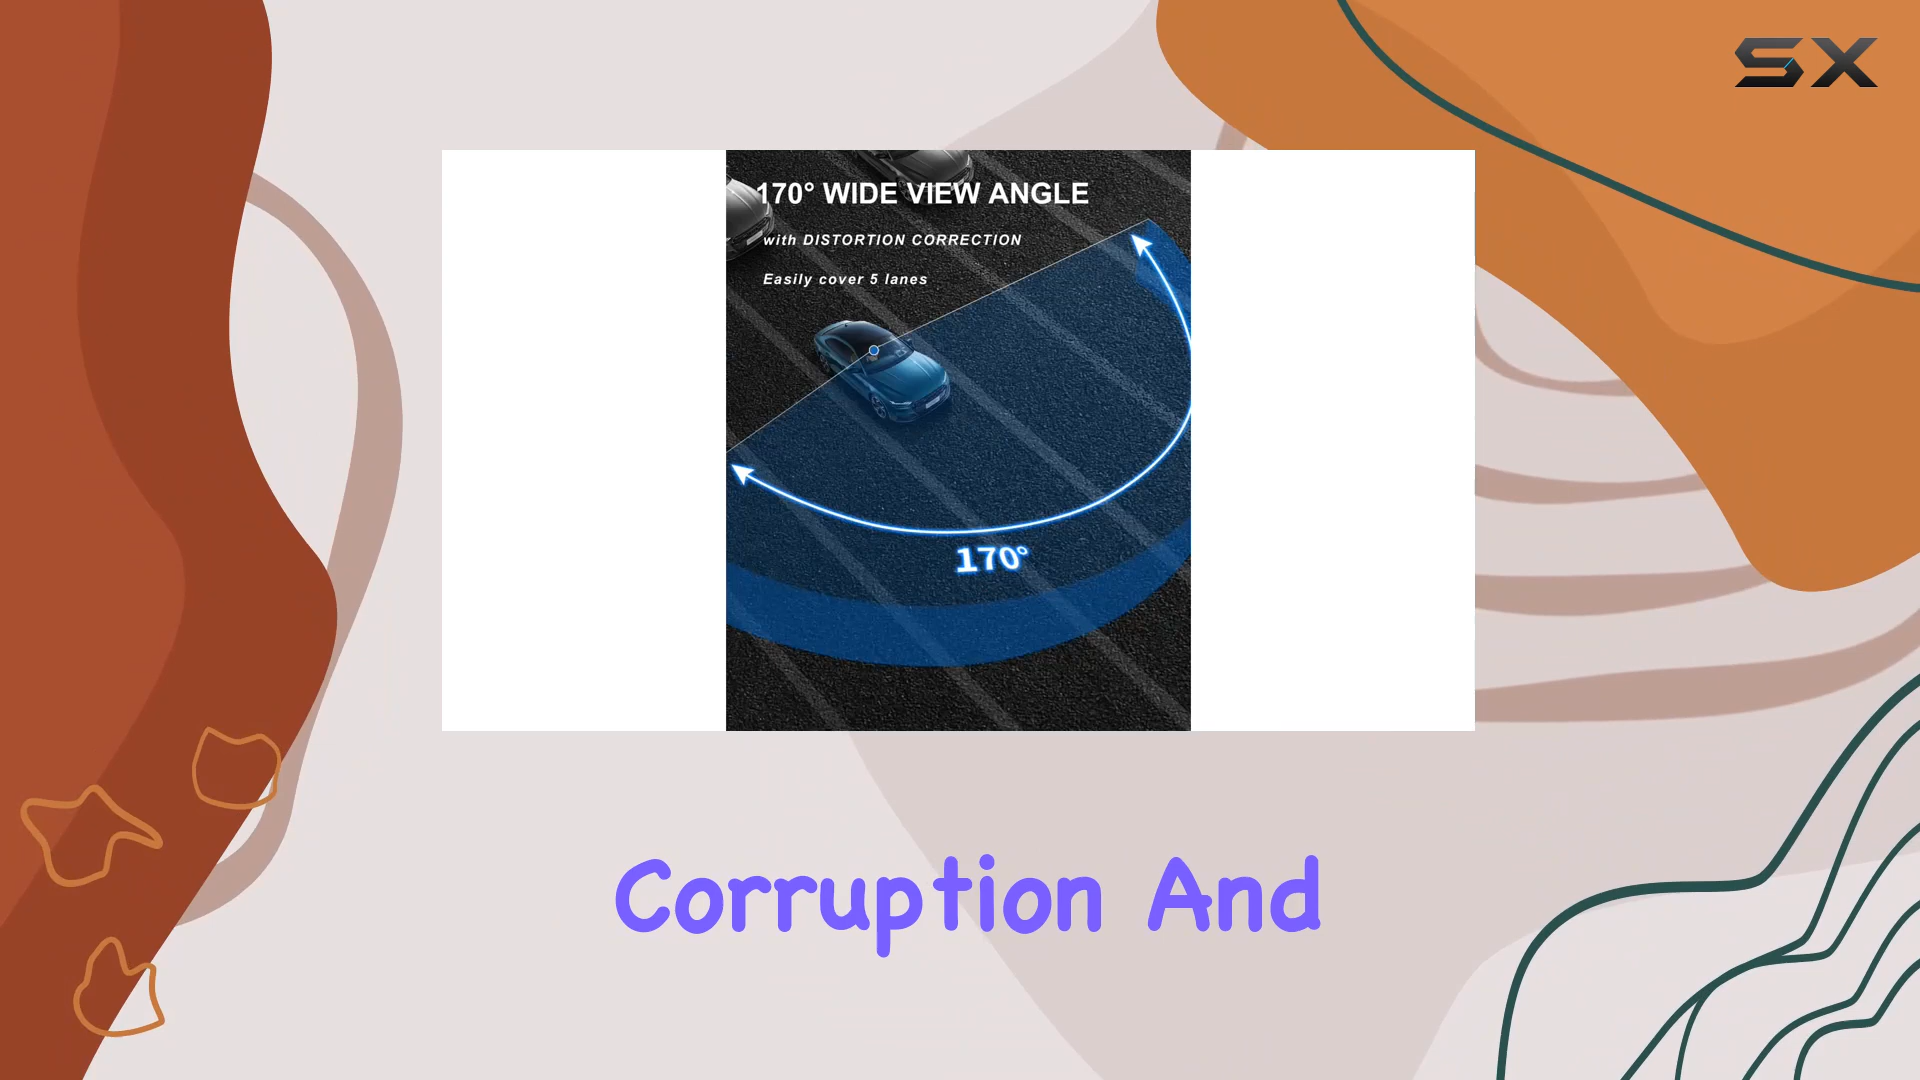 SX
170° WIDE VIEW ANGLE
with DISTORTION CORRECTION
Easily cover 5 lanes
170°
Corruption And